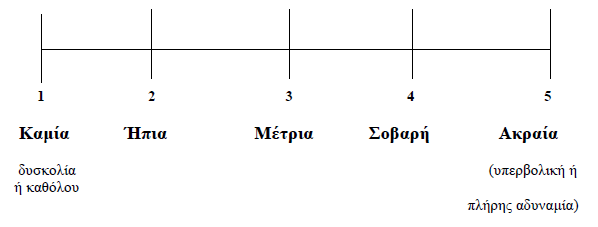 1 2 3 4 5
Καμία Ήπια Μέτρια Σοβαρή Ακραία
δυσκολία (υπερβολική ή
ή καθόλου
πλήρης αδυναμία)